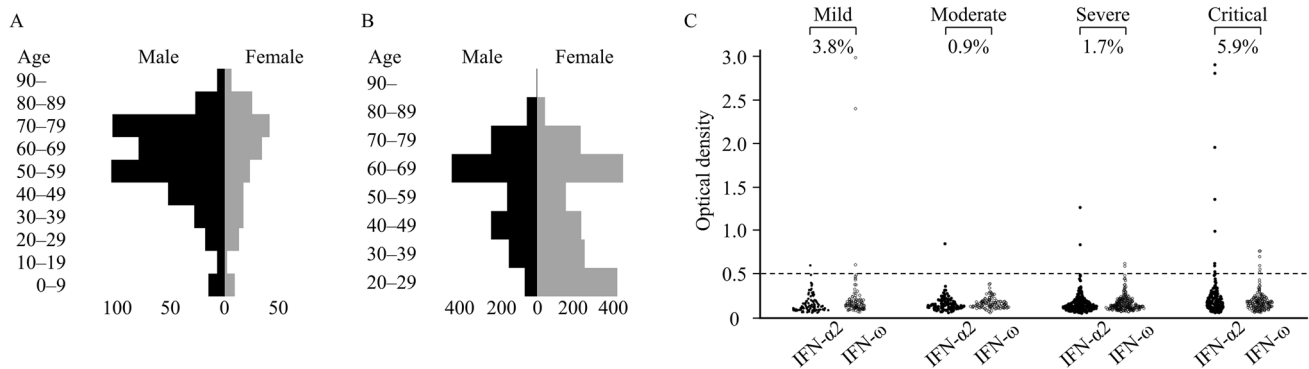 A
Age
Male
Female
90–
80–89
70–79
60–69
50–59
40–49
30–39
20–29
10–19
0–9
100 50 0 50
B
Age
Male
Female
90–
80–89
70–79
60–69
50–59
40–49
30–39
20–29
400 200 0 200 400
C
Mild Moderate Severe Critical
3.8% 0.9% 1.7% 5.9%
Optical density
3.0
2.5
2.0
1.5
1.0
0.5
0
IFN-α2 IFN-ω IFN-α2 IFN-ω IFN-α2 IFN-ω IFN-α2 IFN-ω